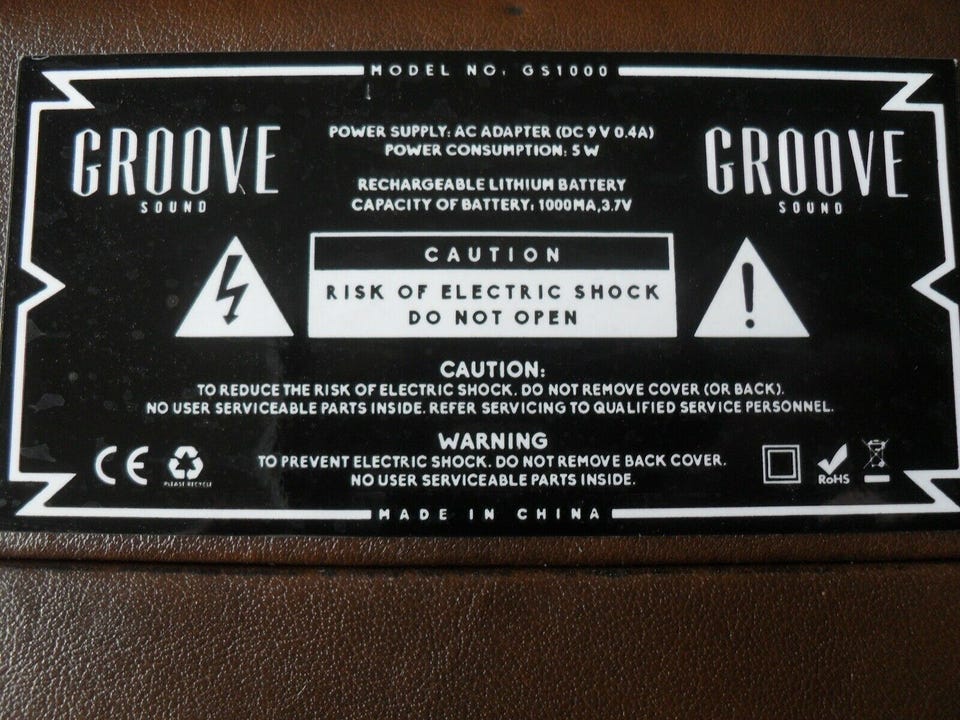 MODEL NO. GS1000
GROOVE
SOUND
POWER SUPPLY: AC ADAPTER (DC 9V 0.4A)
POWER CONSUMPTION: 5W
RECHARGEABLE LITHIUM BATTERY
CAPACITY OF BATTERY: 1000MA,3.7V
GROOVE
SOUND
CAUTION
RISK OF ELECTRIC SHOCK
DO NOT OPEN
!
CAUTION:
TO REDUCE THE RISK OF ELECTRIC SHOCK. DO NOT REMOVE COVER (OR BACK).
NO USER SERVICEABLE PARTS INSIDE. REFER SERVICING TO QUALIFIED SERVICE PERSONNEL.
WARNING
TO PREVENT ELECTRIC SHOCK. DO NOT REMOVE BACK COVER.
NO USER SERVICEABLE PARTS INSIDE.
CE
PLEASE RECYCLE
RoHS
MADE IN CHINA